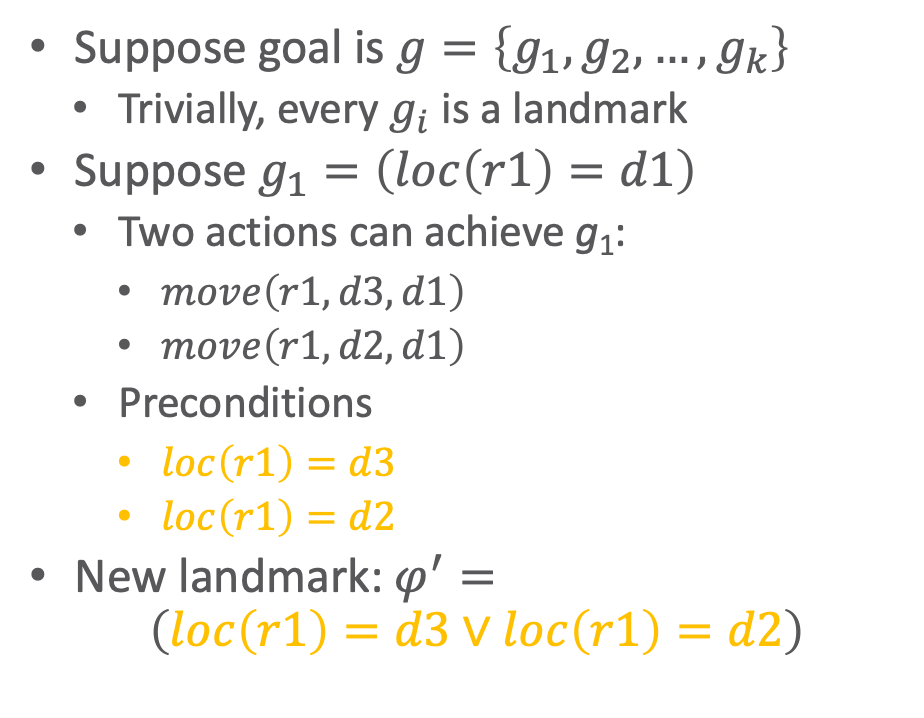 • Suppose goal is g = {g₁, g₂, …, gₖ}
• Trivially, every gᵢ is a landmark
• Suppose g₁ = (loc(r1) = d1)
• Two actions can achieve g₁:
• move(r1, d3, d1)
• move(r1, d2, d1)
• Preconditions
• loc(r1) = d3
• loc(r1) = d2
• New landmark: φ′ =
(loc(r1) = d3 ∨ loc(r1) = d2)